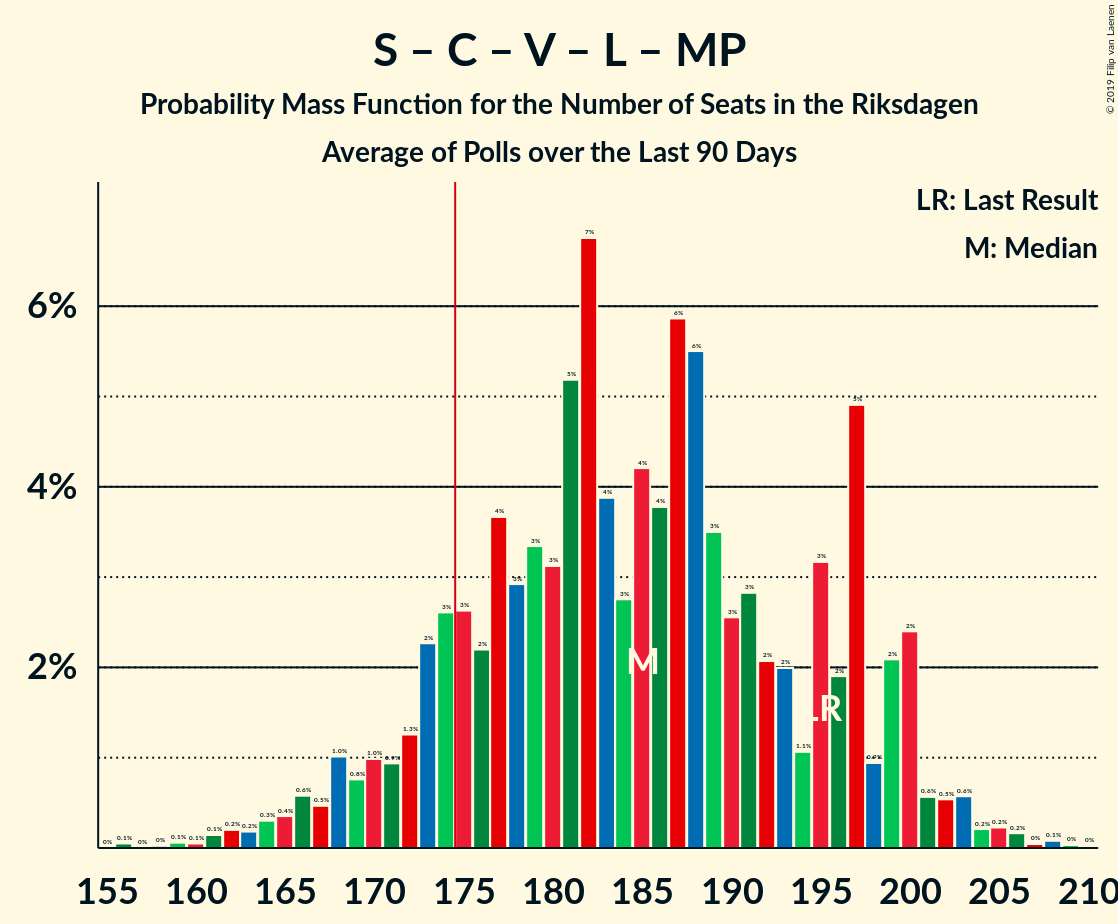 S – C – V – L – MP
Probability Mass Function for the Number of Seats in the Riksdagen
Average of Polls over the Last 90 Days
© 2019 Filip van Laenen
LR: Last Result
M: Median
6%
4%
2%
0% 0.1% 0% 0% 0.1% 0.1% 0.1% 0.2% 0.2% 0.3% 0.4% 0.6% 0.5% 1.0% 0.8% 1.0% 0.9% 1.3% 2% 3% 3% 2% 4% 3% 3% 3% 5% 7% 4% 3% 4% 4% 6% 6% 3% 3% 3% 2% 2% 1.1% 3% 2% 5% 0.9% 2% 2% 0.6% 0.5% 0.6% 0.2% 0.2% 0.2% 0% 0.1% 0% 0%
M
LR
155 160 165 170 175 180 185 190 195 200 205 210